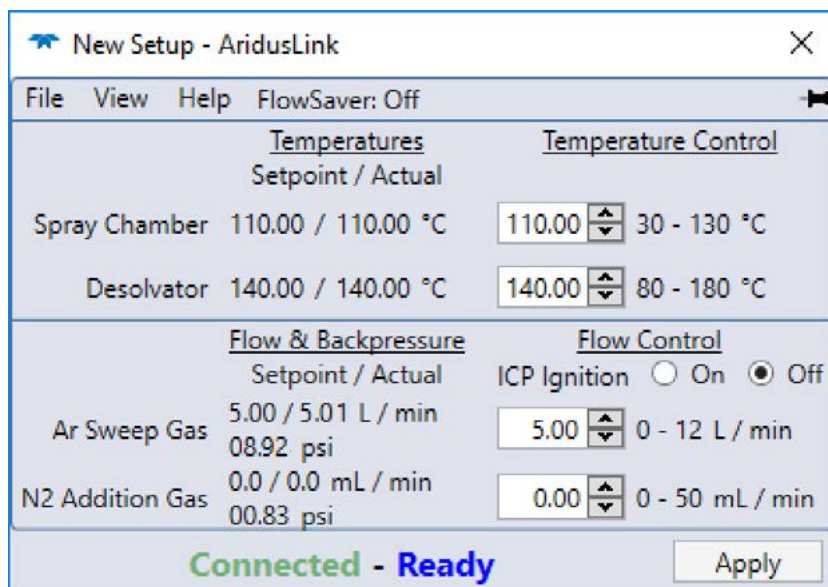 New Setup - AridusLink
File View Help FlowSaver: Off
Temperatures Temperature Control
Setpoint / Actual
Spray Chamber 110.00 / 110.00 °C 110.00 30 - 130 °C
Desolvator 140.00 / 140.00 °C 140.00 80 - 180 °C
Flow & Backpressure Flow Control
Setpoint / Actual ICP Ignition On Off
Ar Sweep Gas 5.00 / 5.01 L / min 5.00 0 - 12 L / min
08.92 psi
N2 Addition Gas 0.0 / 0.0 mL / min 0.00 0 - 50 mL / min
00.83 psi
Connected - Ready Apply